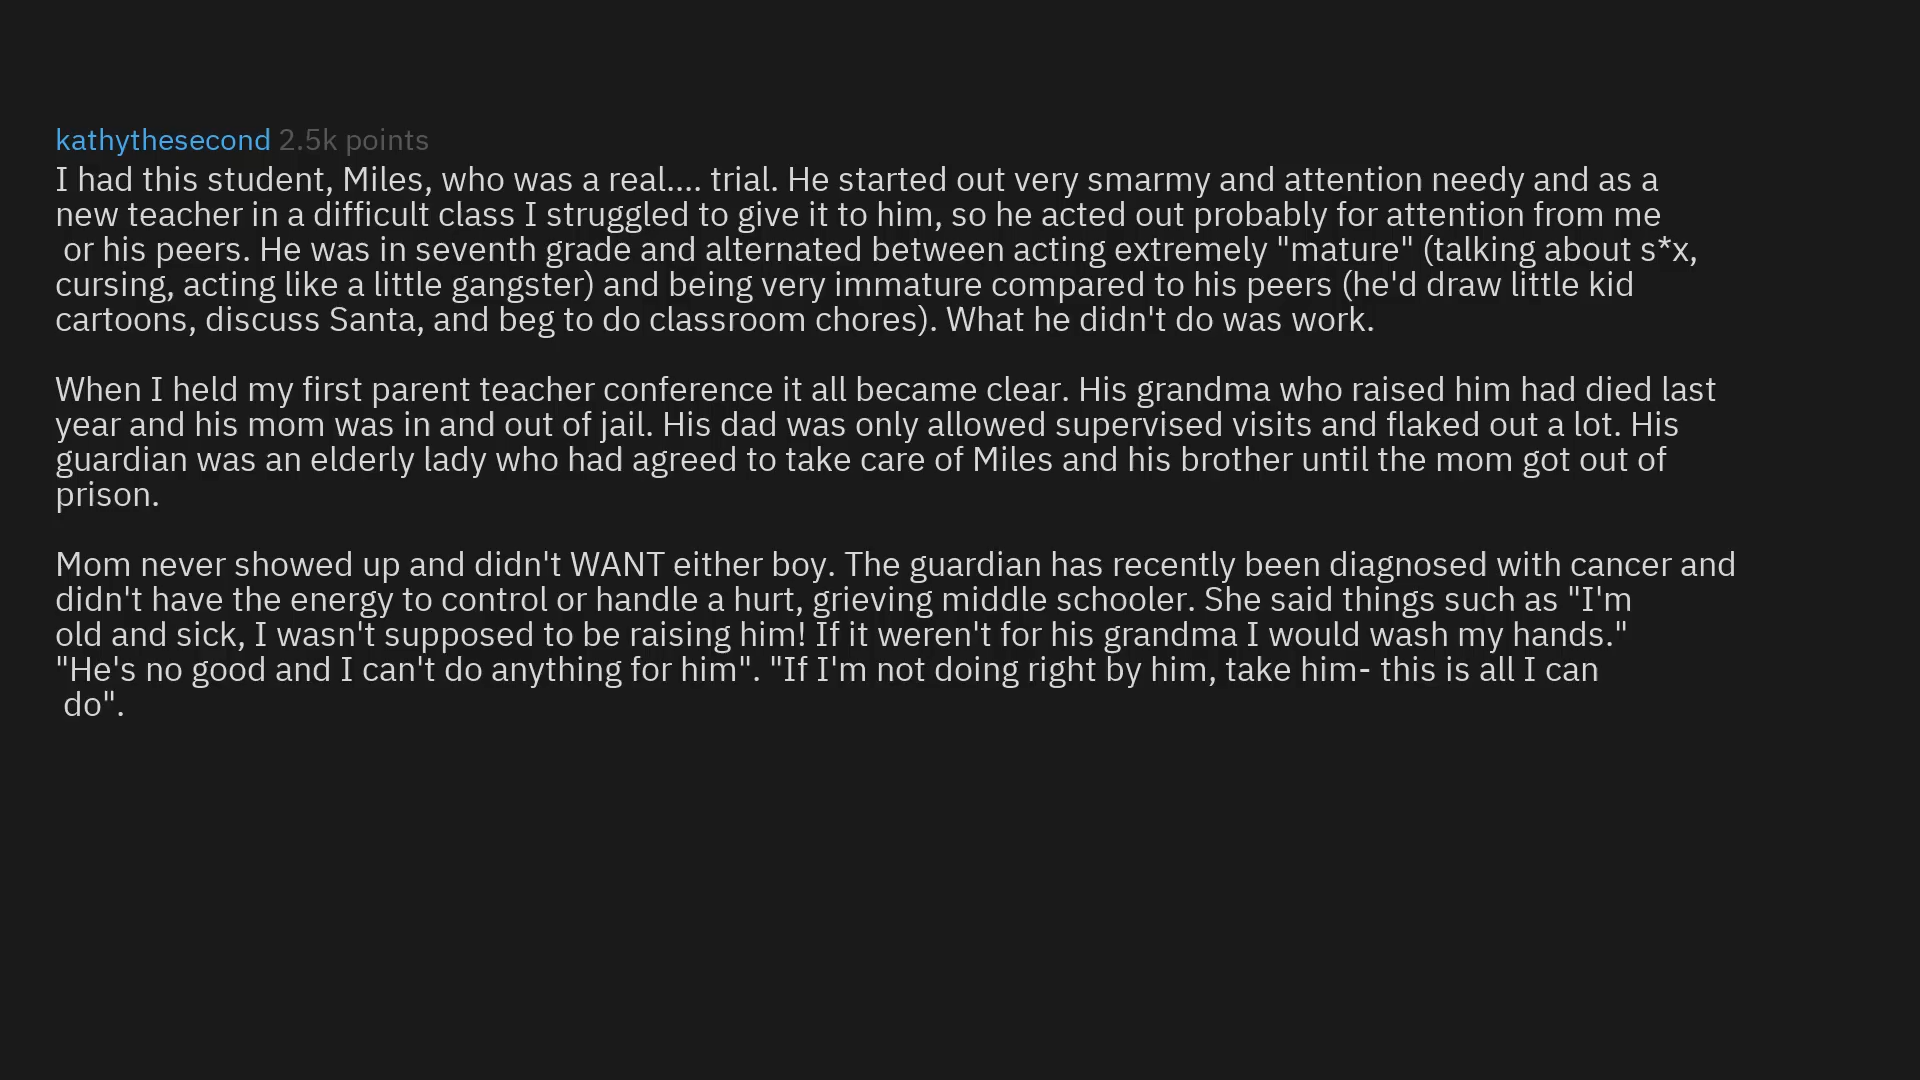 kathythesecond 2.5k points
I had this student, Miles, who was a real.... trial. He started out very smarmy and attention needy and as a
new teacher in a difficult class I struggled to give it to him, so he acted out probably for attention from me
or his peers. He was in seventh grade and alternated between acting extremely "mature" (talking about s*x,
cursing, acting like a little gangster) and being very immature compared to his peers (he'd draw little kid
cartoons, discuss Santa, and beg to do classroom chores). What he didn't do was work.
When I held my first parent teacher conference it all became clear. His grandma who raised him had died last
year and his mom was in and out of jail. His dad was only allowed supervised visits and flaked out a lot. His
guardian was an elderly lady who had agreed to take care of Miles and his brother until the mom got out of
prison.
Mom never showed up and didn't WANT either boy. The guardian has recently been diagnosed with cancer and
didn't have the energy to control or handle a hurt, grieving middle schooler. She said things such as "I'm
old and sick, I wasn't supposed to be raising him! If it weren't for his grandma I would wash my hands."
"He's no good and I can't do anything for him". "If I'm not doing right by him, take him- this is all I can
do".